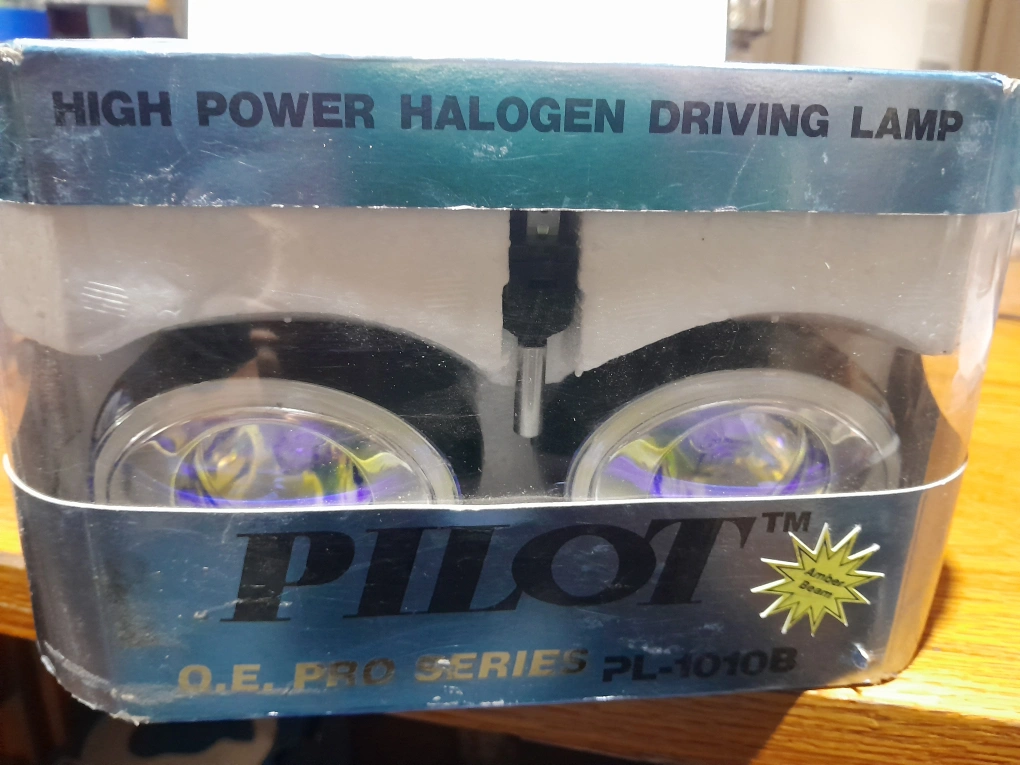 HIGH POWER HALOGEN DRIVING LAMP
PILOT™
Amber
Beam
O.E. PRO SERIES PL-1010B